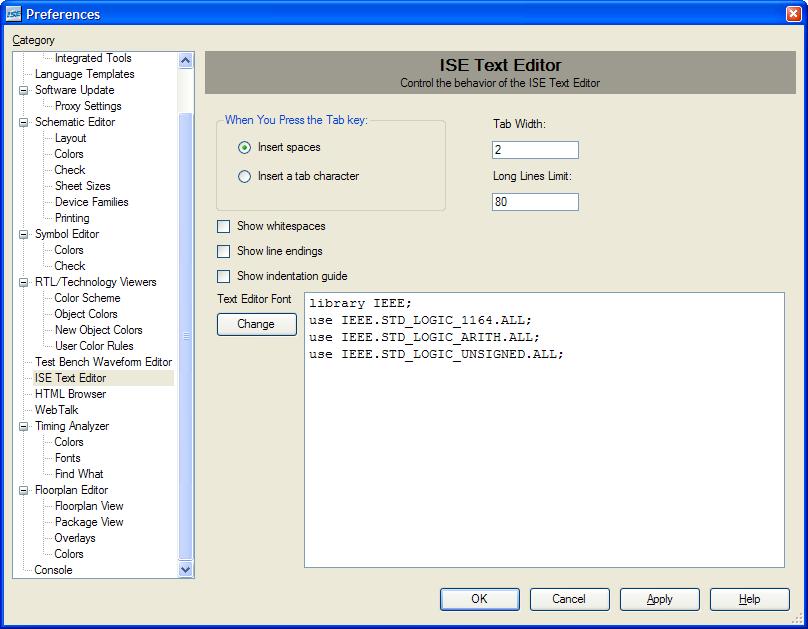 ISE Preferences
Category
Integrated Tools
Language Templates
Software Update
Proxy Settings
Schematic Editor
Layout
Colors
Check
Sheet Sizes
Device Families
Printing
Symbol Editor
Colors
Check
RTL/Technology Viewers
Color Scheme
Object Colors
New Object Colors
User Color Rules
Test Bench Waveform Editor
ISE Text Editor
HTML Browser
WebTalk
Timing Analyzer
Colors
Fonts
Find What
Floorplan Editor
Floorplan View
Package View
Overlays
Colors
Console
ISE Text Editor
Control the behavior of the ISE Text Editor
When You Press the Tab key:
Insert spaces
Insert a tab character
Tab Width:
2
Long Lines Limit:
80
Show whitespaces
Show line endings
Show indentation guide
Text Editor Font
Change
library IEEE;
use IEEE.STD_LOGIC_1164.ALL;
use IEEE.STD_LOGIC_ARITH.ALL;
use IEEE.STD_LOGIC_UNSIGNED.ALL;
OK
Cancel
Apply
Help